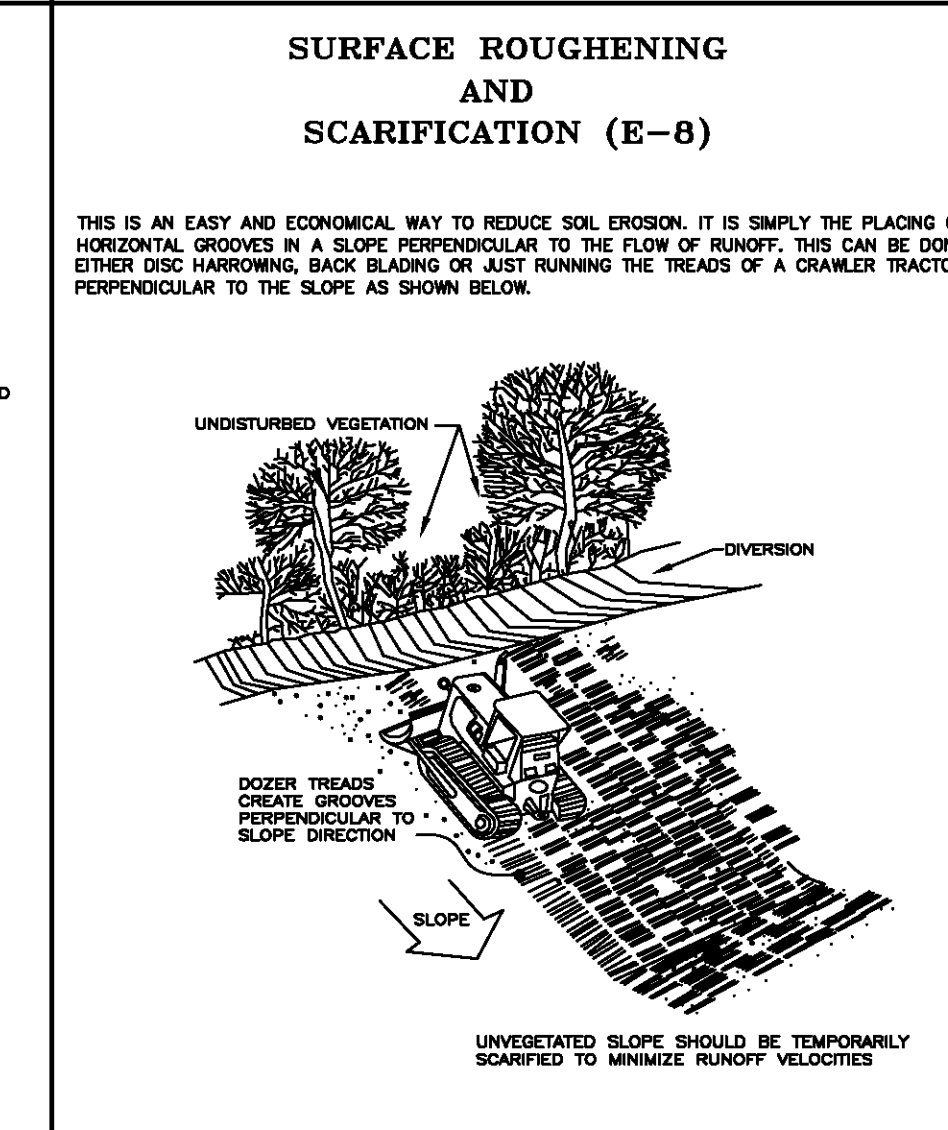 SURFACE ROUGHENING
AND
SCARIFICATION (E-8)
THIS IS AN EASY AND ECONOMICAL WAY TO REDUCE SOIL EROSION. IT IS SIMPLY THE PLACING
HORIZONTAL GROOVES IN A SLOPE PERPENDICULAR TO THE FLOW OF RUNOFF. THIS CAN BE DON
EITHER DISC HARROWING, BACK BLADING OR JUST RUNNING THE TREADS OF A CRAWLER TRACTO
PERPENDICULAR TO THE SLOPE AS SHOWN BELOW.
D
UNDISTURBED VEGETATION
DIVERSION
DOZER TREADS
CREATE GROOVES
PERPENDICULAR TO
SLOPE DIRECTION
SLOPE
UNVEGETATED SLOPE SHOULD BE TEMPORARILY
SCARIFIED TO MINIMIZE RUNOFF VELOCITIES